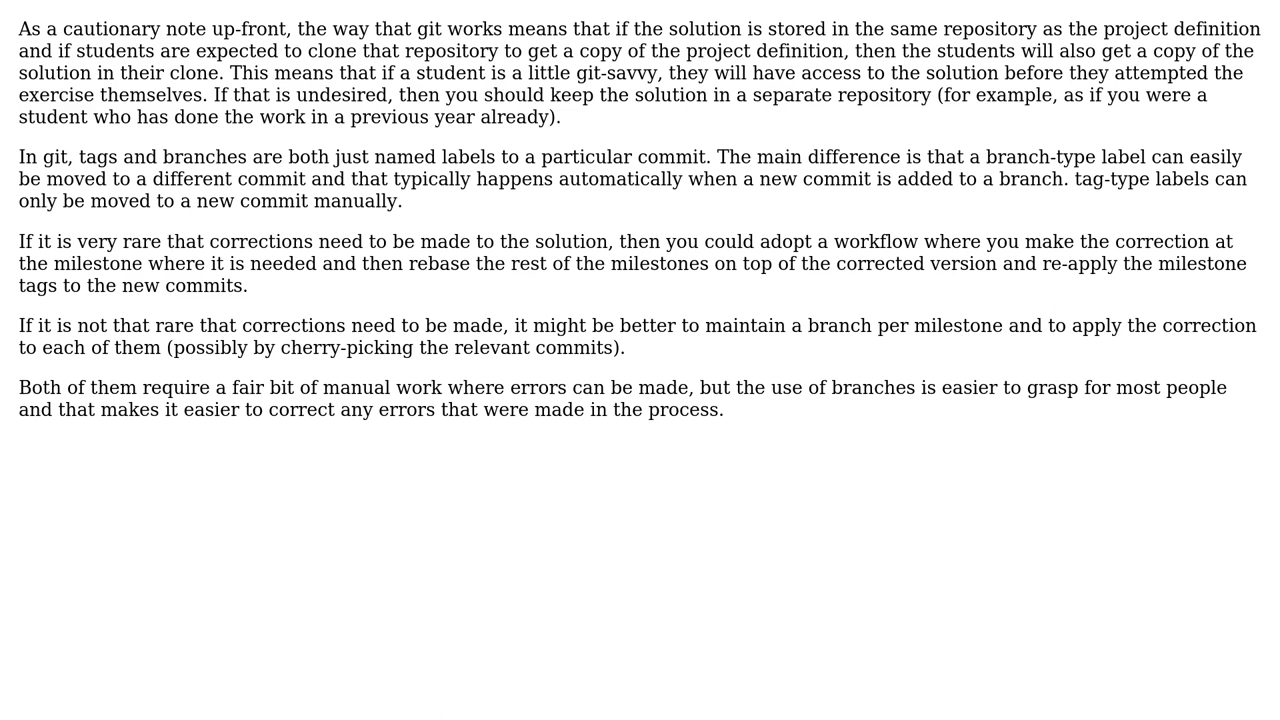 As a cautionary note up-front, the way that git works means that if the solution is stored in the same repository as the project definition
and if students are expected to clone that repository to get a copy of the project definition, then the students will also get a copy of the
solution in their clone. This means that if a student is a little git-savvy, they will have access to the solution before they attempted the
exercise themselves. If that is undesired, then you should keep the solution in a separate repository (for example, as if you were a
student who has done the work in a previous year already).
In git, tags and branches are both just named labels to a particular commit. The main difference is that a branch-type label can easily
be moved to a different commit and that typically happens automatically when a new commit is added to a branch. tag-type labels can
only be moved to a new commit manually.
If it is very rare that corrections need to be made to the solution, then you could adopt a workflow where you make the correction at
the milestone where it is needed and then rebase the rest of the milestones on top of the corrected version and re-apply the milestone
tags to the new commits.
If it is not that rare that corrections need to be made, it might be better to maintain a branch per milestone and to apply the correction
to each of them (possibly by cherry-picking the relevant commits).
Both of them require a fair bit of manual work where errors can be made, but the use of branches is easier to grasp for most people
and that makes it easier to correct any errors that were made in the process.